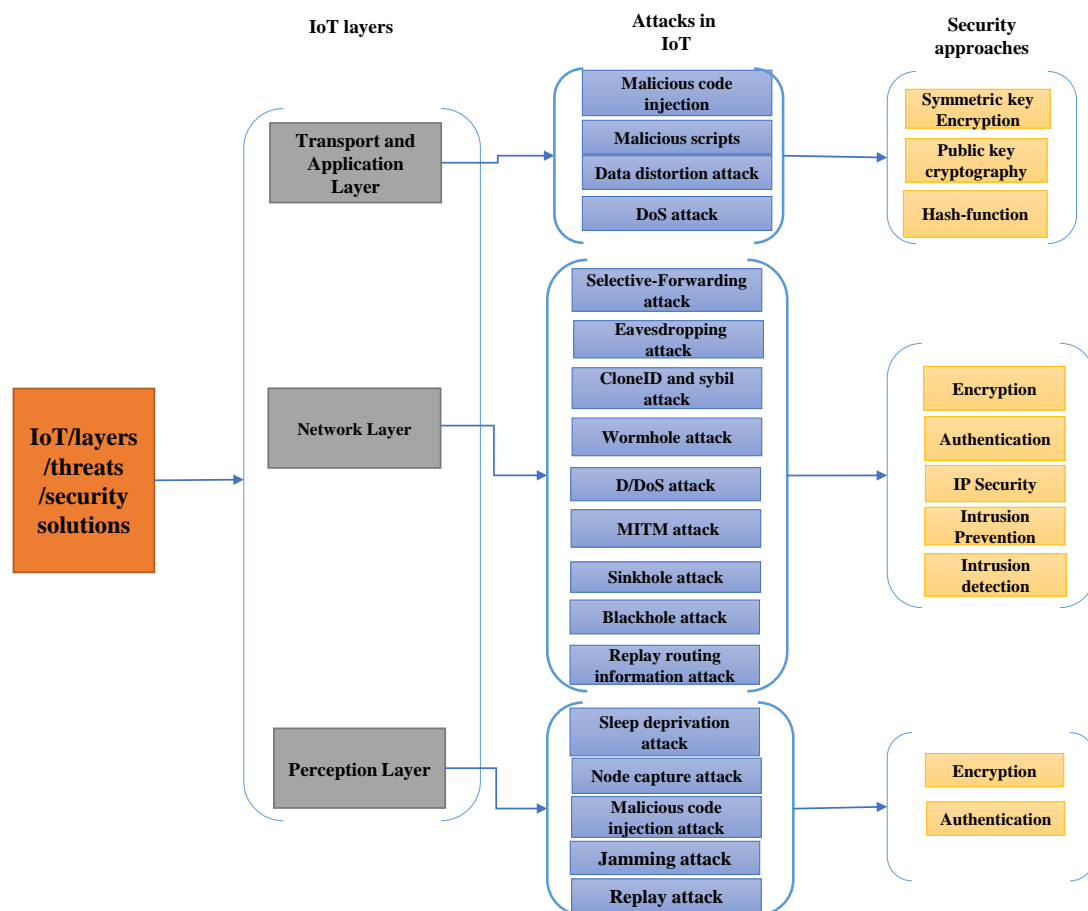 IoT layers
Attacks in
IoT
Security
approaches
IoT/layers
/threats
/security
solutions
Transport and
Application
Layer
Malicious code
injection
Malicious scripts
Data distortion attack
DoS attack
Symmetric key
Encryption
Public key
cryptography
Hash-function
Network Layer
Selective-Forwarding
attack
Eavesdropping
attack
CloneID and sybil
attack
Wormhole attack
D/DoS attack
MITM attack
Sinkhole attack
Blackhole attack
Replay routing
information attack
Encryption
Authentication
IP Security
Intrusion
Prevention
Intrusion
detection
Perception Layer
Sleep deprivation
attack
Node capture attack
Malicious code
injection attack
Jamming attack
Replay attack
Encryption
Authentication